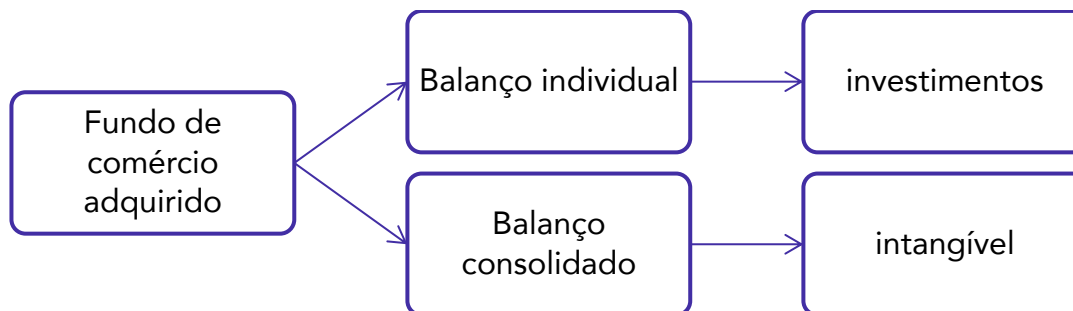 Fundo de
comércio
adquirido
Balanço individual
investimentos
Balanço
consolidado
intangível